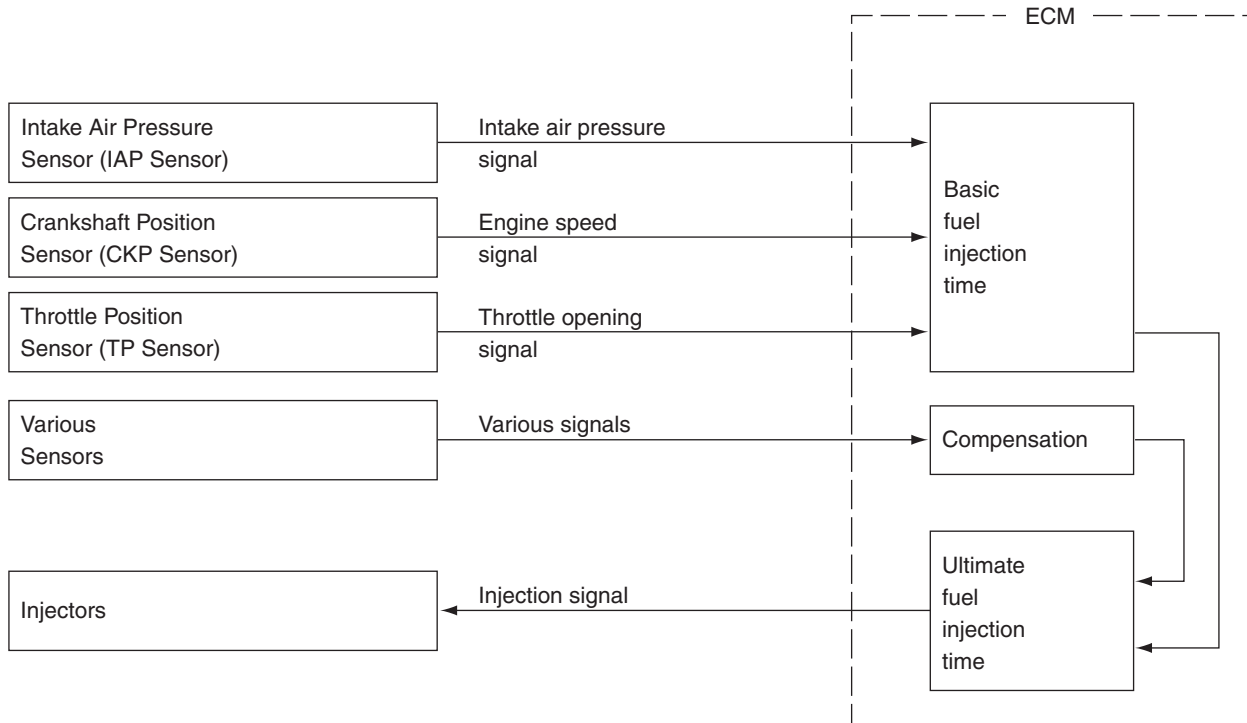 ECM
Intake Air Pressure
Sensor (IAP Sensor)
Intake air pressure
signal
Crankshaft Position
Sensor (CKP Sensor)
Engine speed
signal
Throttle Position
Sensor (TP Sensor)
Throttle opening
signal
Basic
fuel
injection
time
Various
Sensors
Various signals
Compensation
Injectors
Injection signal
Ultimate
fuel
injection
time